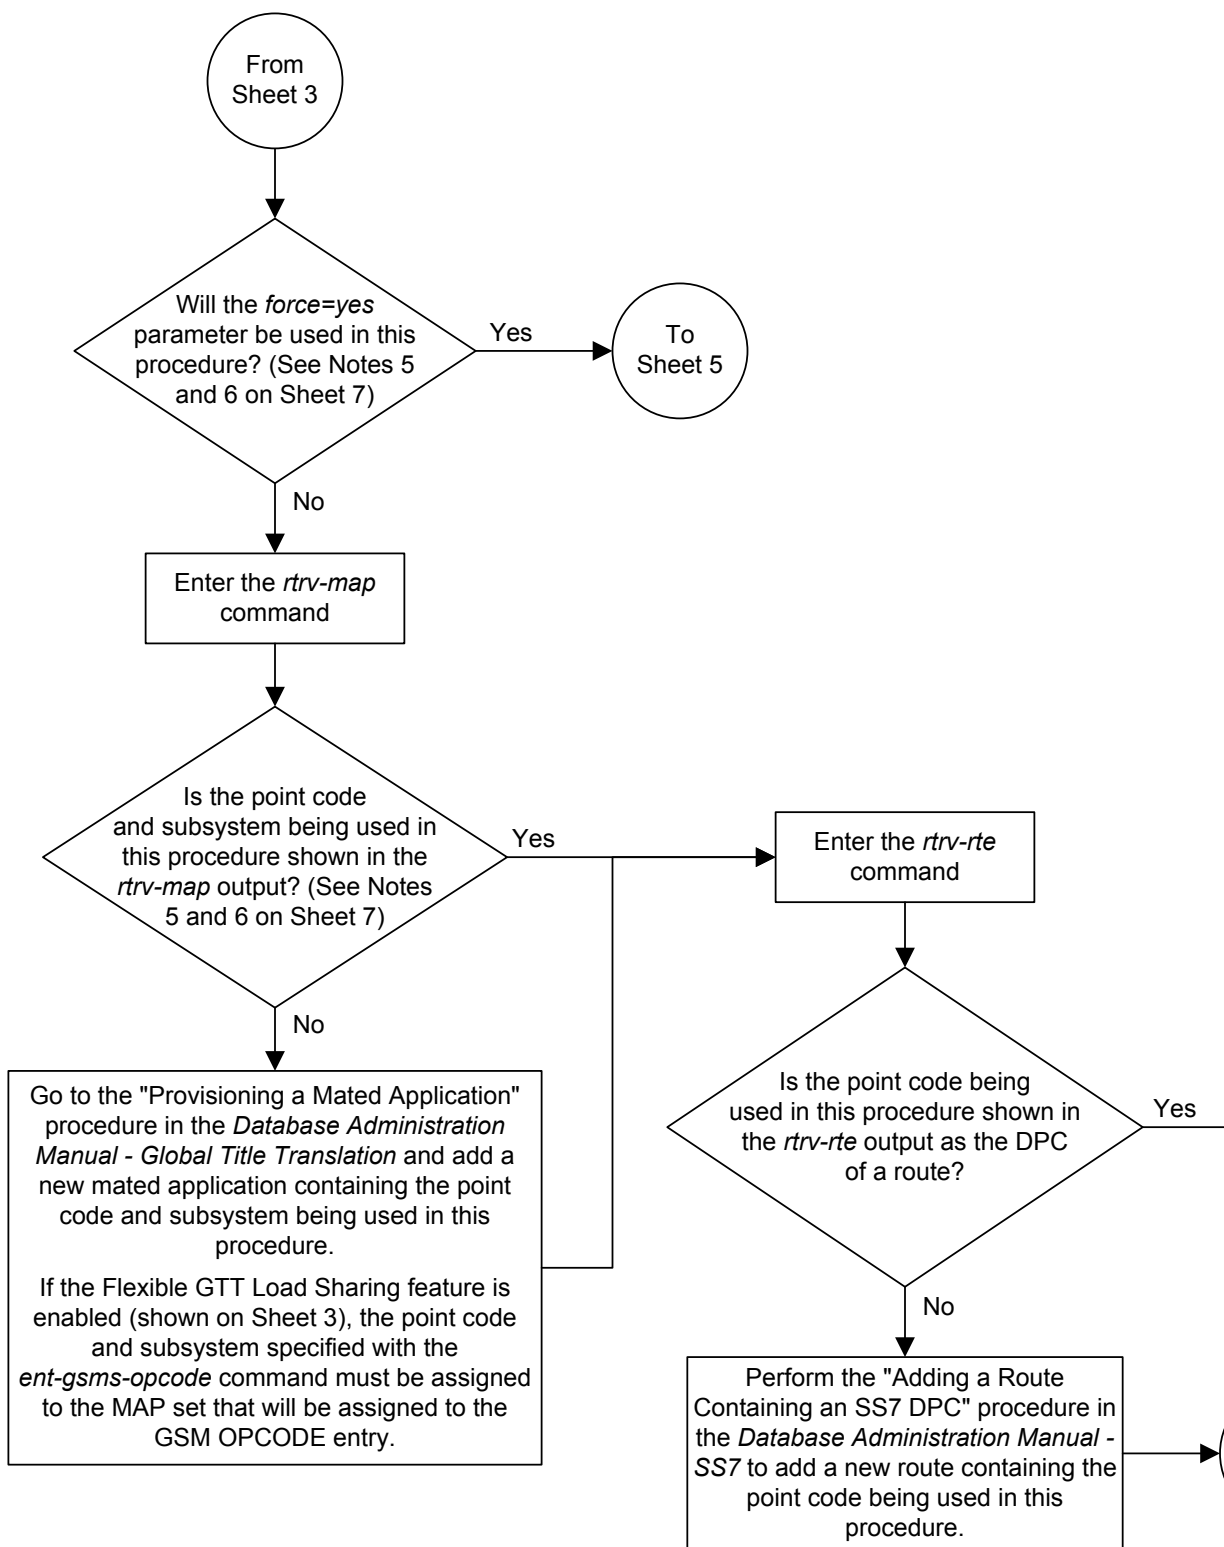 From
Sheet 3
Will the force=yes
parameter be used in this
procedure? (See Notes 5
and 6 on Sheet 7)
Yes
To
Sheet 5
No
Enter the rtrv-map
command
Is the point code
and subsystem being used in
this procedure shown in the
rtrv-map output? (See Notes
5 and 6 on Sheet 7)
Yes
Enter the rtrv-rte
command
No
Go to the "Provisioning a Mated Application"
procedure in the Database Administration
Manual - Global Title Translation and add a
new mated application containing the point
code and subsystem being used in this
procedure.
If the Flexible GTT Load Sharing feature is
enabled (shown on Sheet 3), the point code
and subsystem specified with the
ent-gsms-opcode command must be assigned
to the MAP set that will be assigned to the
GSM OPCODE entry.
Is the point code being
used in this procedure shown in
the rtrv-rte output as the DPC
of a route?
Yes
No
Perform the "Adding a Route
Containing an SS7 DPC" procedure in
the Database Administration Manual -
SS7 to add a new route containing the
point code being used in this
procedure.